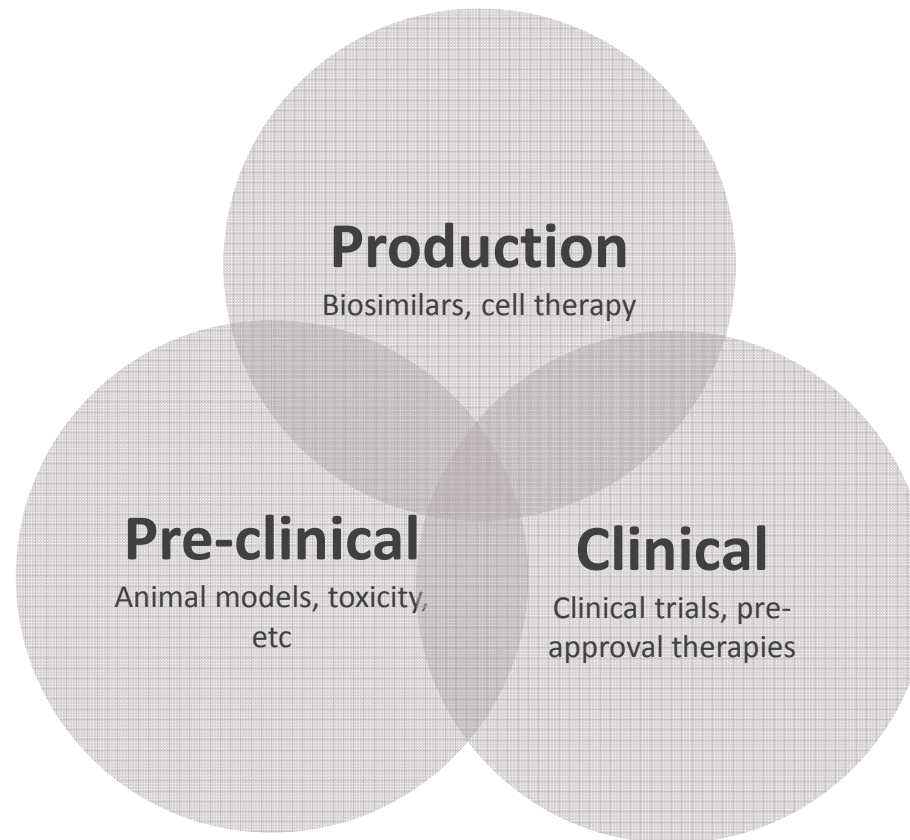 Production
Biosimilars, cell therapy
Pre-clinical
Animal models, toxicity,
etc
Clinical
Clinical trials, pre-
approval therapies